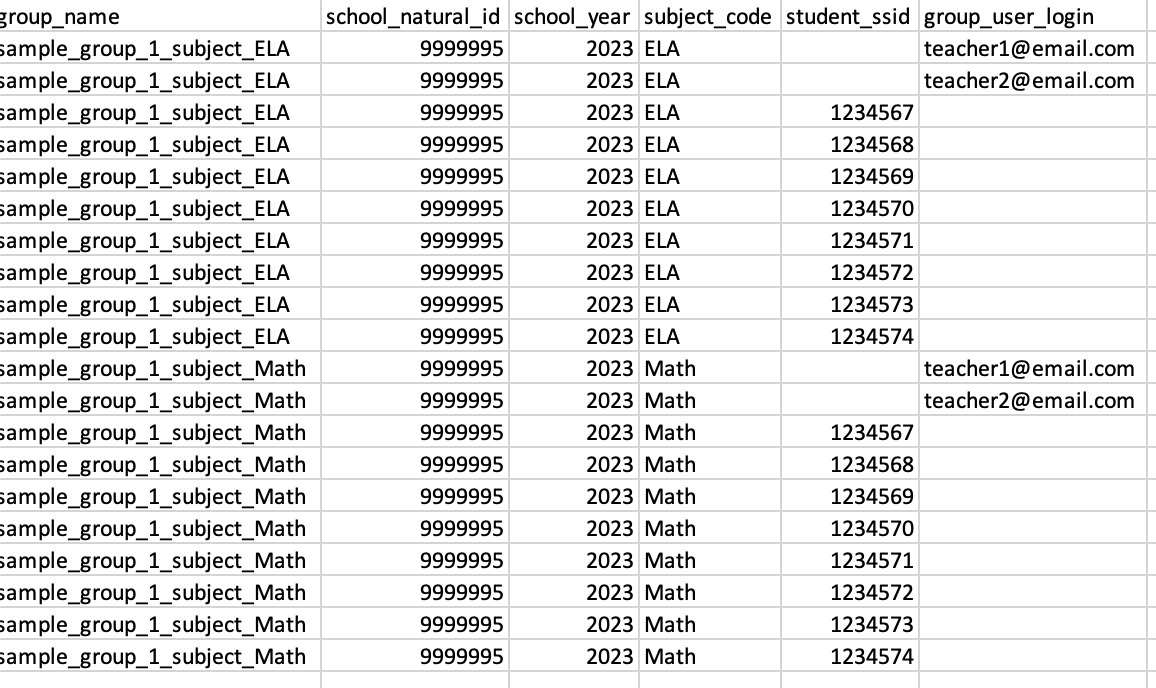 group_name school_natural_id school_year subject_code student_ssid group_user_login
sample_group_1_subject_ELA 9999995 2023 ELA teacher1@email.com
sample_group_1_subject_ELA 9999995 2023 ELA teacher2@email.com
sample_group_1_subject_ELA 9999995 2023 ELA 1234567
sample_group_1_subject_ELA 9999995 2023 ELA 1234568
sample_group_1_subject_ELA 9999995 2023 ELA 1234569
sample_group_1_subject_ELA 9999995 2023 ELA 1234570
sample_group_1_subject_ELA 9999995 2023 ELA 1234571
sample_group_1_subject_ELA 9999995 2023 ELA 1234572
sample_group_1_subject_ELA 9999995 2023 ELA 1234573
sample_group_1_subject_ELA 9999995 2023 ELA 1234574
sample_group_1_subject_Math 9999995 2023 Math teacher1@email.com
sample_group_1_subject_Math 9999995 2023 Math teacher2@email.com
sample_group_1_subject_Math 9999995 2023 Math 1234567
sample_group_1_subject_Math 9999995 2023 Math 1234568
sample_group_1_subject_Math 9999995 2023 Math 1234569
sample_group_1_subject_Math 9999995 2023 Math 1234570
sample_group_1_subject_Math 9999995 2023 Math 1234571
sample_group_1_subject_Math 9999995 2023 Math 1234572
sample_group_1_subject_Math 9999995 2023 Math 1234573
sample_group_1_subject_Math 9999995 2023 Math 1234574